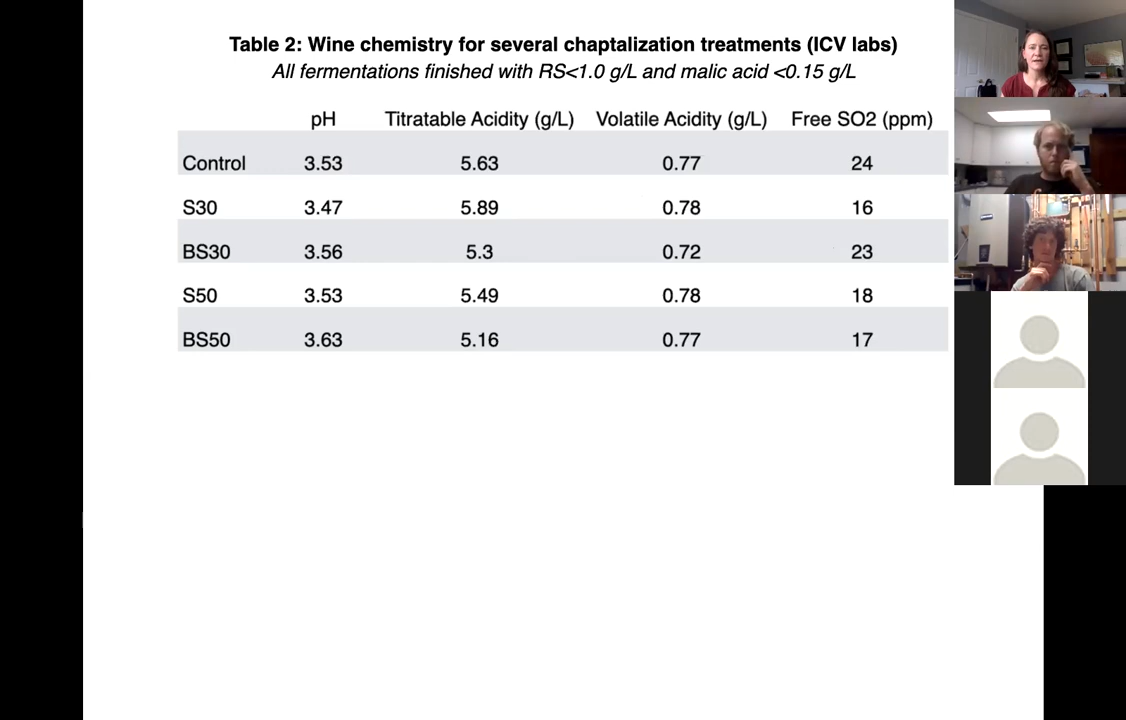 Table 2: Wine chemistry for several chaptalization treatments (ICV labs)
All fermentations finished with RS<1.0 g/L and malic acid <0.15 g/L
pH Titratable Acidity (g/L) Volatile Acidity (g/L) Free SO2 (ppm)
Control 3.53 5.63 0.77 24
S30 3.47 5.89 0.78 16
BS30 3.56 5.3 0.72 23
S50 3.53 5.49 0.78 18
BS50 3.63 5.16 0.77 17